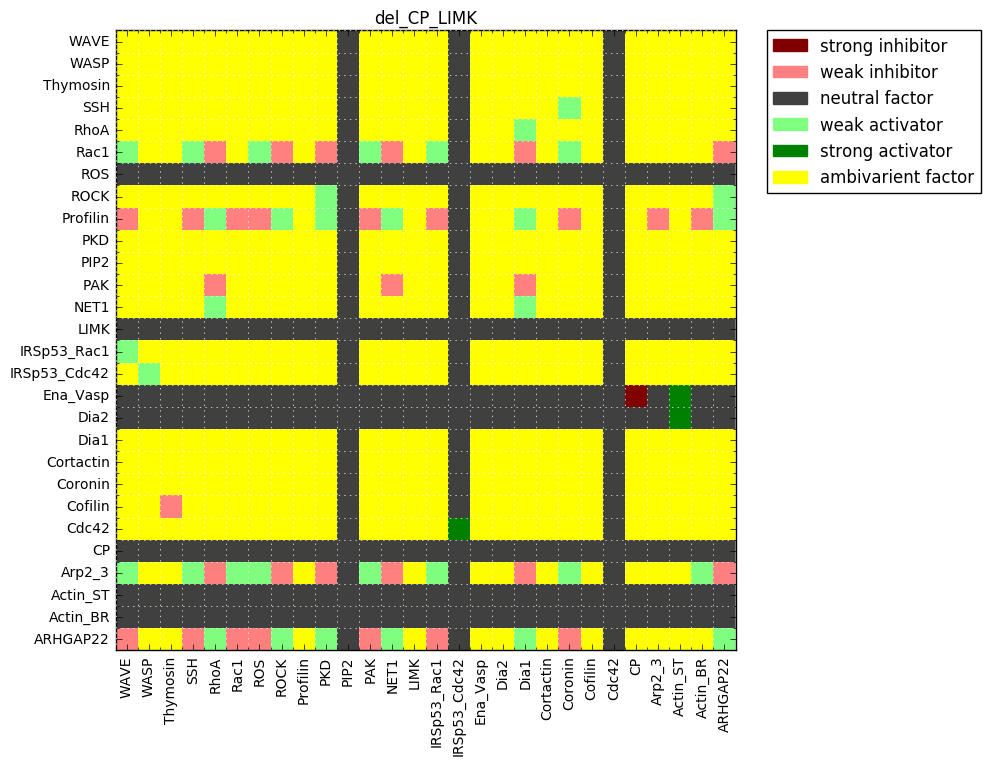 del_CP_LIMK
WAVE
WASP
Thymosin
SSH
RhoA
Rac1
ROS
ROCK
Profilin
PKD
PIP2
PAK
NET1
LIMK
IRSp53_Rac1
IRSp53_Cdc42
Ena_Vasp
Dia2
Dia1
Cortactin
Coronin
Cofilin
Cdc42
CP
Arp2_3
Actin_ST
Actin_BR
ARHGAP22
WAVE
WASP
Thymosin
SSH
RhoA
Rac1
ROS
ROCK
Profilin
PKD
PIP2
PAK
NET1
LIMK
IRSp53_Rac1
IRSp53_Cdc42
Ena_Vasp
Dia2
Dia1
Cortactin
Coronin
Cofilin
Cdc42
CP
Arp2_3
Actin_ST
Actin_BR
ARHGAP22
strong inhibitor
weak inhibitor
neutral factor
weak activator
strong activator
ambivarient factor